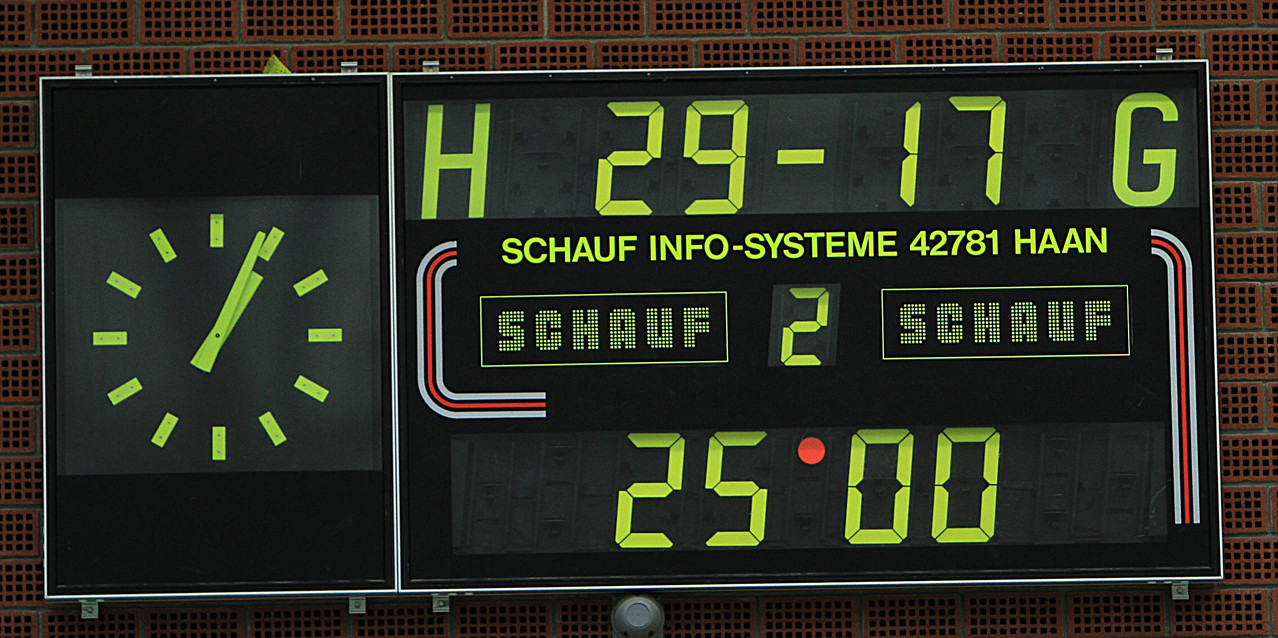 H 29-17 G
SCHAUF INFO-SYSTEME 42781 HAAN
SCHAUF 2 SCHAUF
25•00